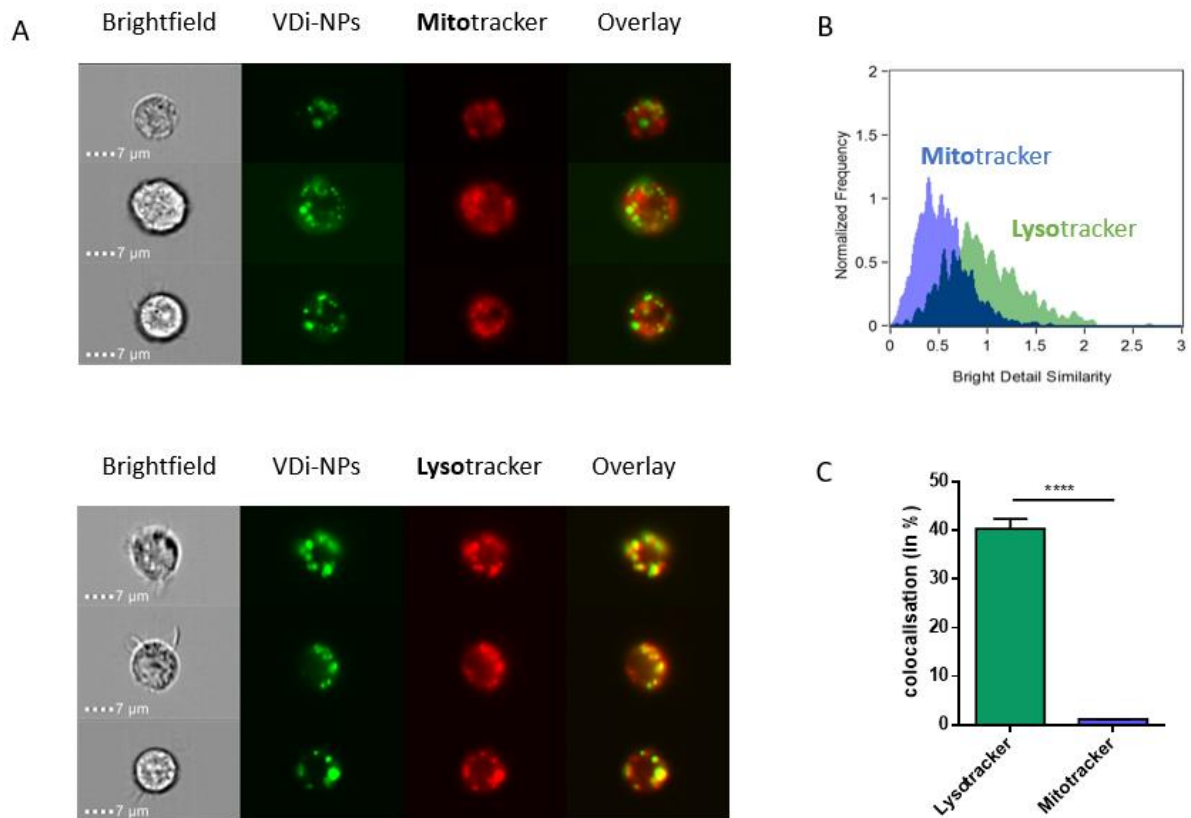 A
Brightfield VDi-NPs Mitotracker Overlay
7 µm
7 µm
7 µm
Brightfield VDi-NPs Lysotracker Overlay
7 µm
7 µm
7 µm
B
Normalized Frequency
2
1.5
1
0.5
0
Mitotracker
Lysotracker
0 0.5 1 1.5 2 2.5 3
Bright Detail Similarity
C
colocalisation (in %)
50
40
30
20
10
0
****
Lysotracker
Mitotracker